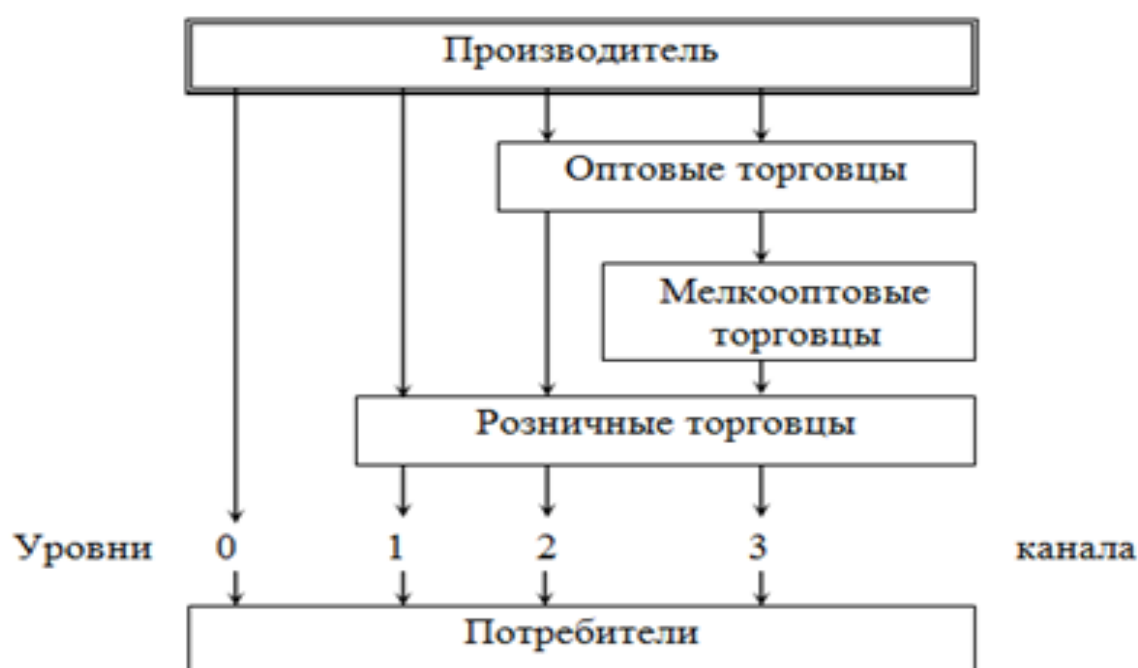 Производитель
Оптовые торговцы
Мелкооптовые
торговцы
Розничные торговцы
Уровни 0 1 2 3 канала
Потребители